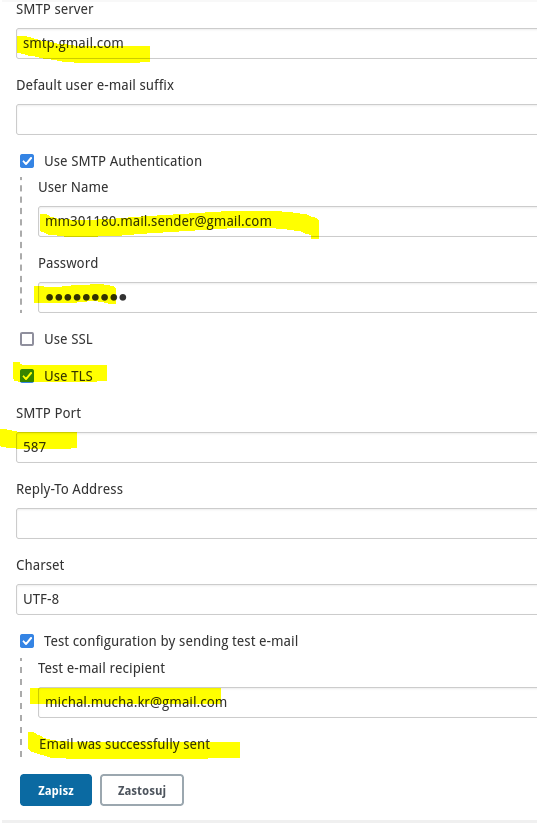 SMTP server
smtp.gmail.com
Default user e-mail suffix
Use SMTP Authentication
User Name
mm301180.mail.sender@gmail.com
Password
●●●●●●●●●
Use SSL
Use TLS
SMTP Port
587
Reply-To Address
Charset
UTF-8
Test configuration by sending test e-mail
Test e-mail recipient
michal.mucha.kr@gmail.com
Email was successfully sent
Zapisz
Zastosuj